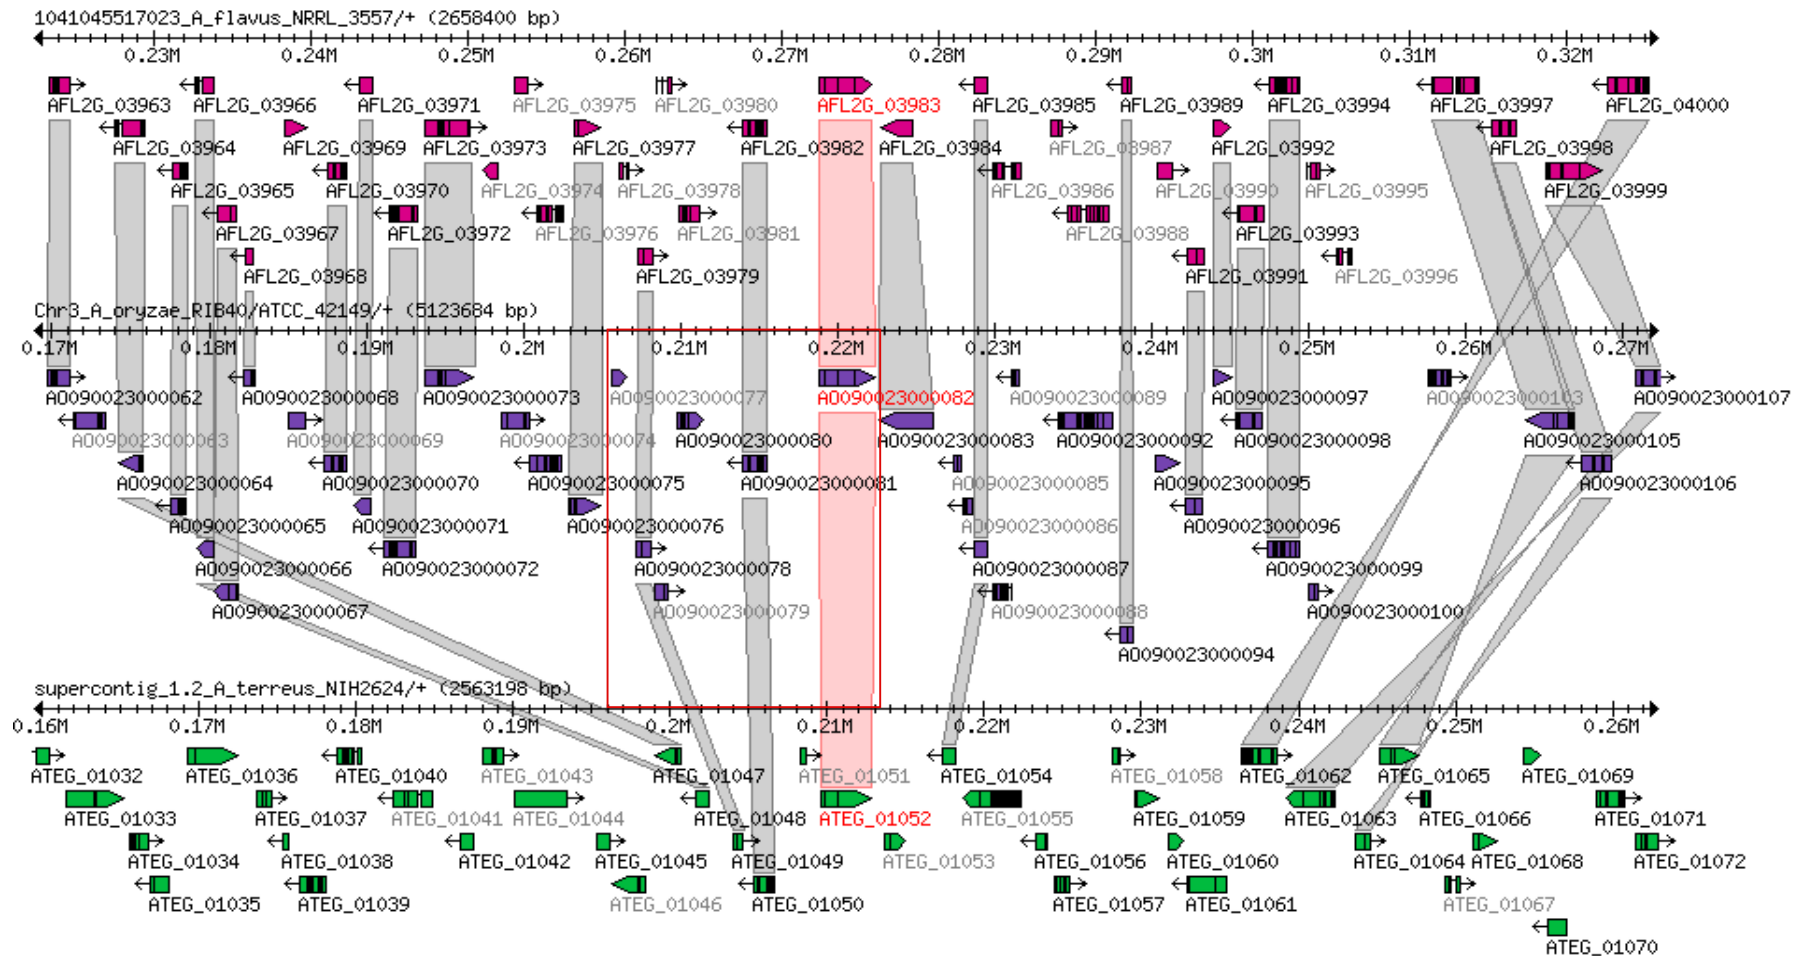 1041045517023_A_flavus_NRRL_3557/+ (2658400 bp)
0.23M 0.24M 0.25M 0.26M 0.27M 0.28M 0.29M 0.3M 0.31M 0.32M
AFL2G_03963 AFL2G_03966 AFL2G_03971 AFL2G_03975 AFL2G_03980 AFL2G_03983 AFL2G_03985 AFL2G_03989 AFL2G_03994 AFL2G_03997 AFL2G_04000
AFL2G_03964 AFL2G_03969 AFL2G_03973 AFL2G_03977 AFL2G_03982 AFL2G_03984 AFL2G_03987 AFL2G_03992 AFL2G_03998
AFL2G_03965 AFL2G_03970 AFL2G_03974 AFL2G_03978 AFL2G_03986 AFL2G_03990 AFL2G_03995 AFL2G_03999
AFL2G_03967 AFL2G_03972 AFL2G_03976 AFL2G_03981 AFL2G_03988 AFL2G_03993
AFL2G_03968 AFL2G_03979 AFL2G_03991 AFL2G_03996
Chr3_A_oryzae_RIB40/ATCC_42149/+ (5123684 bp)
0.17M 0.18M 0.19M 0.2M 0.21M 0.22M 0.23M 0.24M 0.25M 0.26M 0.27M
AO090023000062 AO090023000068 AO090023000073 AO090023000077 AO090023000082 AO090023000089 AO090023000097 AO090023000103 AO090023000107
AO090023000063 AO090023000069 AO090023000074 AO090023000080 AO090023000083 AO090023000092 AO090023000098 AO090023000105
AO090023000064 AO090023000070 AO090023000075 AO090023000081 AO090023000085 AO090023000095 AO090023000106
AO090023000065 AO090023000071 AO090023000076 AO090023000086 AO090023000096
AO090023000066 AO090023000072 AO090023000078 AO090023000087 AO090023000099
AO090023000067 AO090023000079 AO090023000088 AO090023000100
AO090023000094
supercontig_1.2_A_terreus_NIH2624/+ (2563198 bp)
0.16M 0.17M 0.18M 0.19M 0.2M 0.21M 0.22M 0.23M 0.24M 0.25M 0.26M
ATEG_01032 ATEG_01036 ATEG_01040 ATEG_01043 ATEG_01047 ATEG_01051 ATEG_01054 ATEG_01058 ATEG_01062 ATEG_01065 ATEG_01069
ATEG_01033 ATEG_01037 ATEG_01041 ATEG_01044 ATEG_01048 ATEG_01052 ATEG_01055 ATEG_01059 ATEG_01063 ATEG_01066 ATEG_01071
ATEG_01034 ATEG_01038 ATEG_01042 ATEG_01045 ATEG_01049 ATEG_01053 ATEG_01056 ATEG_01060 ATEG_01064 ATEG_01068 ATEG_01072
ATEG_01035 ATEG_01039 ATEG_01046 ATEG_01050 ATEG_01057 ATEG_01061 ATEG_01067
ATEG_01070